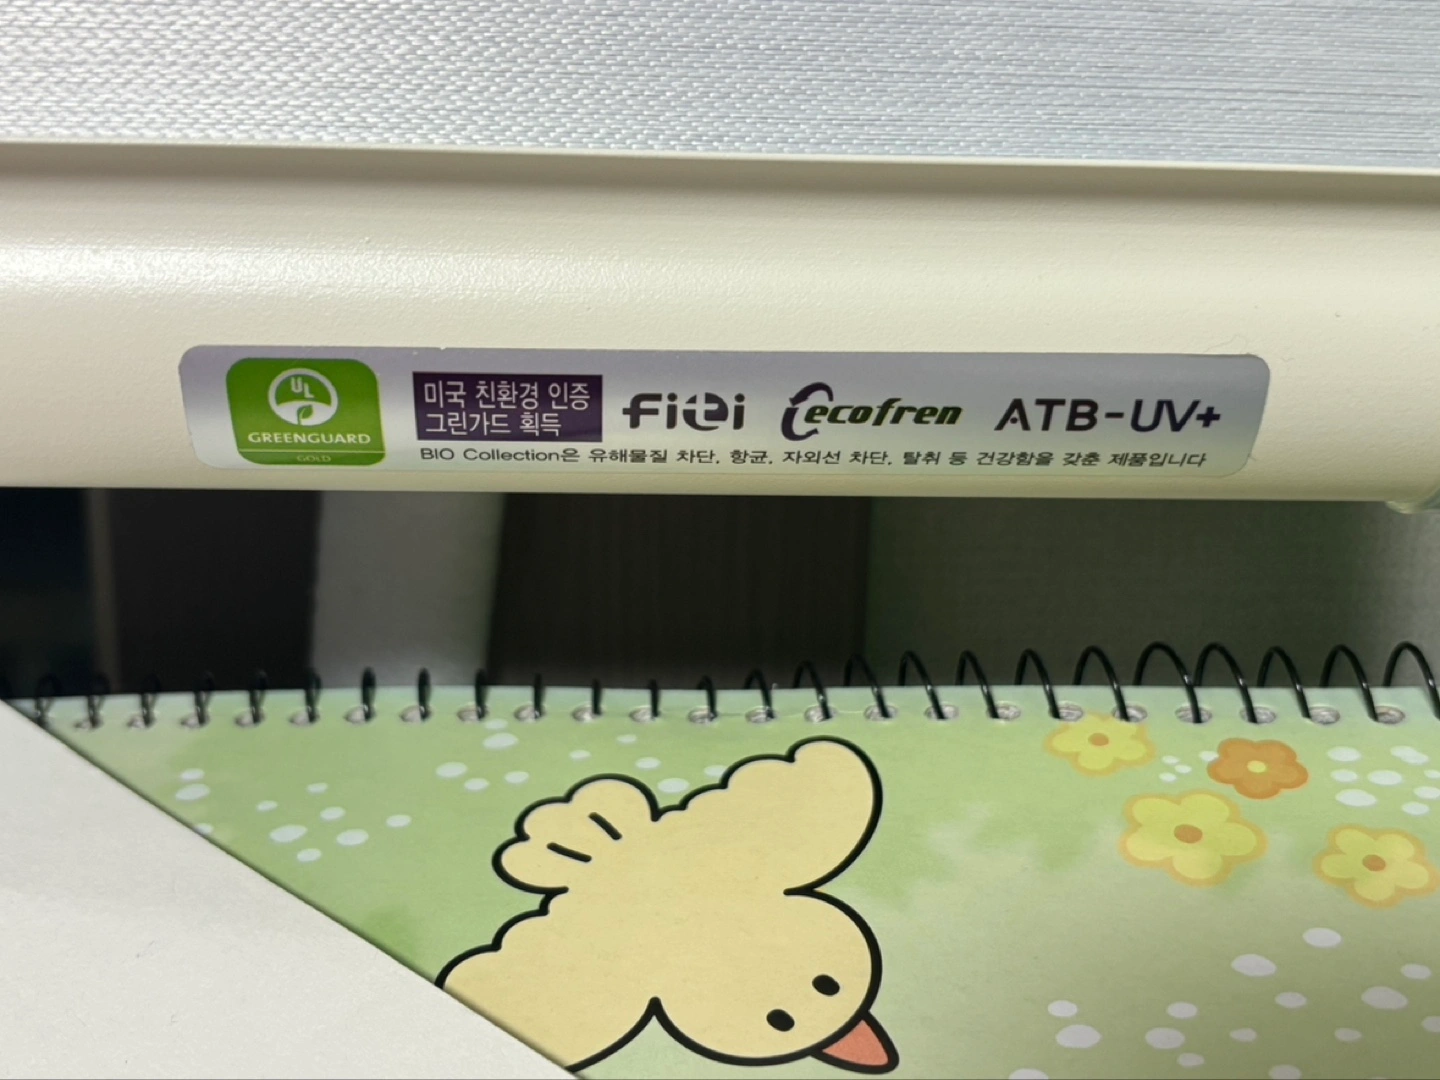 UL
GREENGUARD
GOLD
미국 친환경 인증
그린가드 획득
fiti
ecofren
ATB-UV+
BIO Collection은 유해물질 차단, 항균, 자외선 차단, 탈취 등 건강함을 갖춘 제품입니다